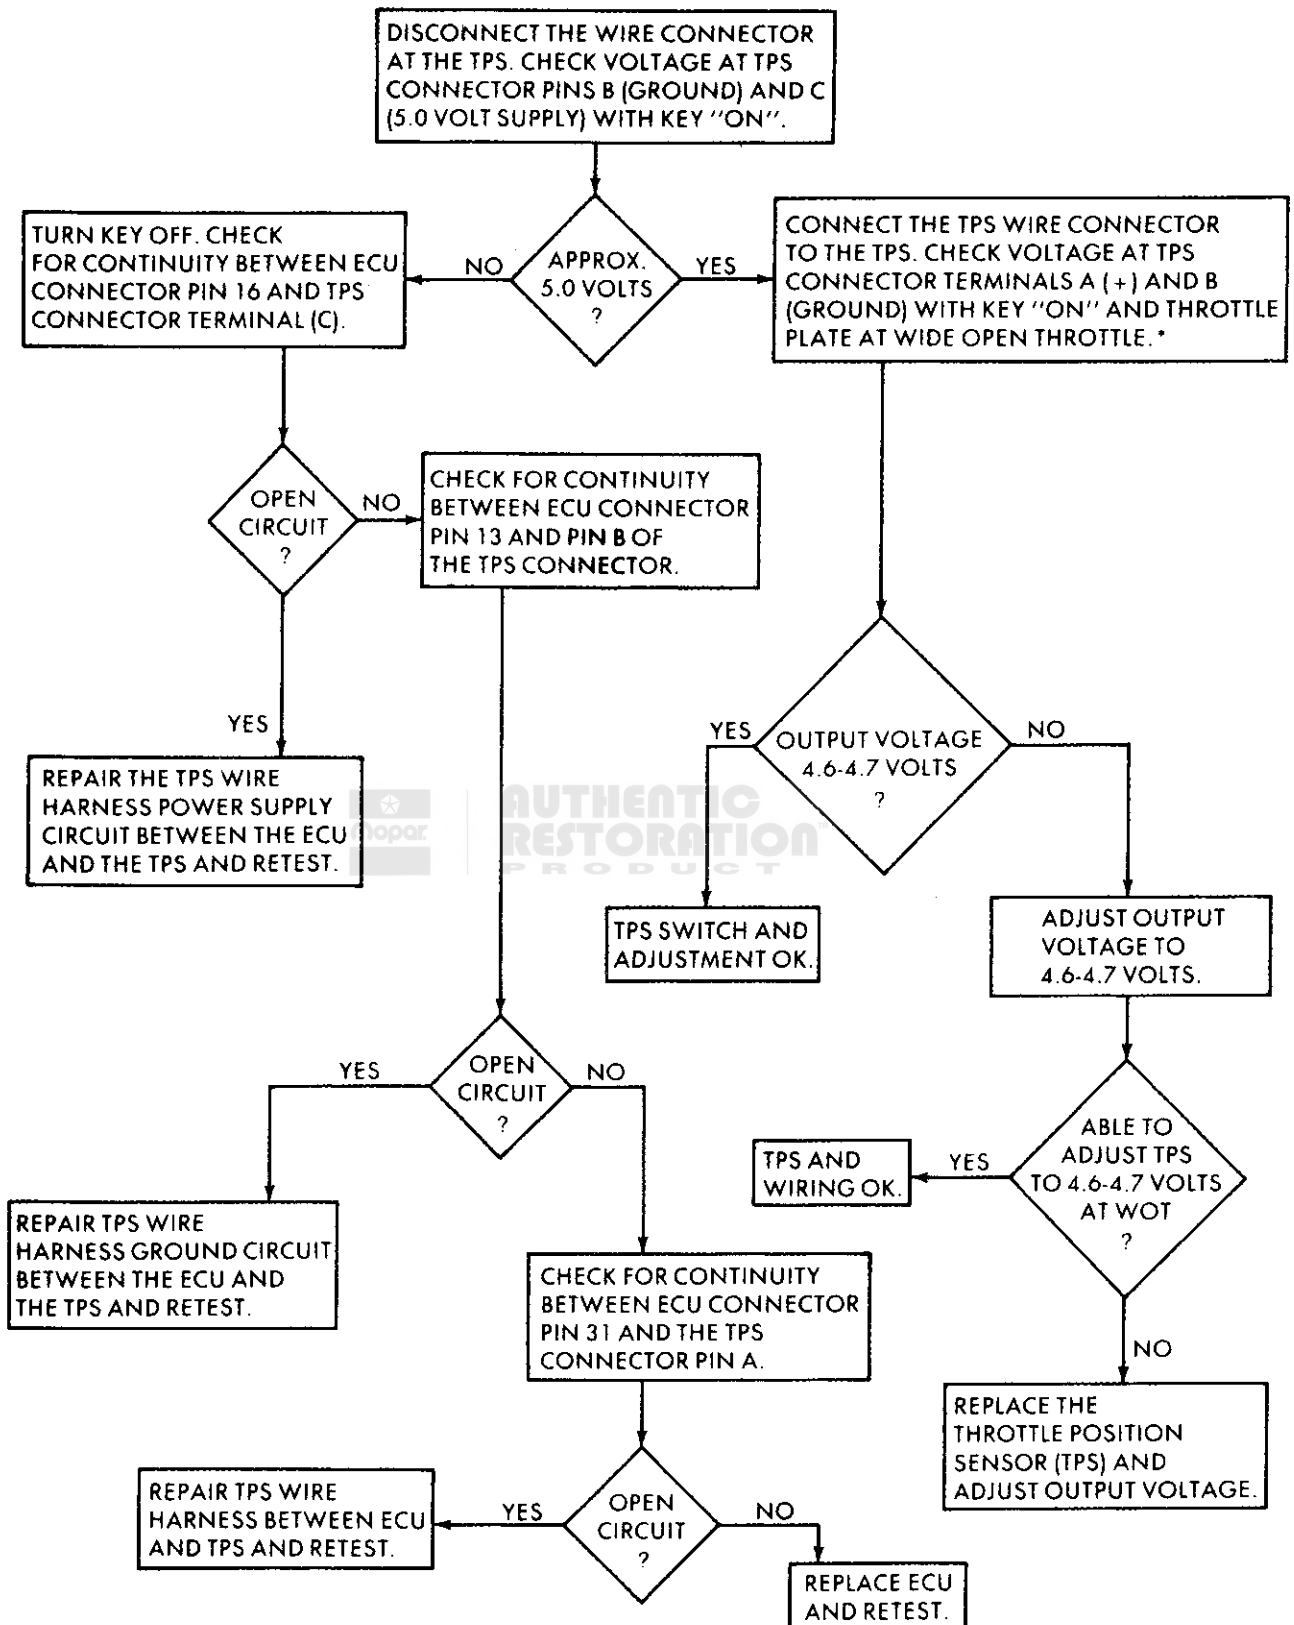 DISCONNECT THE WIRE CONNECTOR
AT THE TPS. CHECK VOLTAGE AT TPS
CONNECTOR PINS B (GROUND) AND C
(5.0 VOLT SUPPLY) WITH KEY "ON".
APPROX.
5.0 VOLTS
?
NO
YES
TURN KEY OFF. CHECK
FOR CONTINUITY BETWEEN ECU
CONNECTOR PIN 16 AND TPS
CONNECTOR TERMINAL (C).
CONNECT THE TPS WIRE CONNECTOR
TO THE TPS. CHECK VOLTAGE AT TPS
CONNECTOR TERMINALS A (+) AND B
(GROUND) WITH KEY "ON" AND THROTTLE
PLATE AT WIDE OPEN THROTTLE.*
OPEN
CIRCUIT
?
NO
CHECK FOR CONTINUITY
BETWEEN ECU CONNECTOR
PIN 13 AND PIN B OF
THE TPS CONNECTOR.
YES
REPAIR THE TPS WIRE
HARNESS POWER SUPPLY
CIRCUIT BETWEEN THE ECU
AND THE TPS AND RETEST.
Mopar
AUTHENTIC
RESTORATION™
PRODUCT
OUTPUT VOLTAGE
4.6-4.7 VOLTS
?
YES
NO
TPS SWITCH AND
ADJUSTMENT OK.
ADJUST OUTPUT
VOLTAGE TO
4.6-4.7 VOLTS.
OPEN
CIRCUIT
?
YES
NO
ABLE TO
ADJUST TPS
TO 4.6-4.7 VOLTS
AT WOT
?
YES
TPS AND
WIRING OK.
REPAIR TPS WIRE
HARNESS GROUND CIRCUIT
BETWEEN THE ECU AND
THE TPS AND RETEST.
CHECK FOR CONTINUITY
BETWEEN ECU CONNECTOR
PIN 31 AND THE TPS
CONNECTOR PIN A.
NO
REPLACE THE
THROTTLE POSITION
SENSOR (TPS) AND
ADJUST OUTPUT VOLTAGE.
OPEN
CIRCUIT
?
YES
NO
REPAIR TPS WIRE
HARNESS BETWEEN ECU
AND TPS AND RETEST.
REPLACE ECU
AND RETEST.